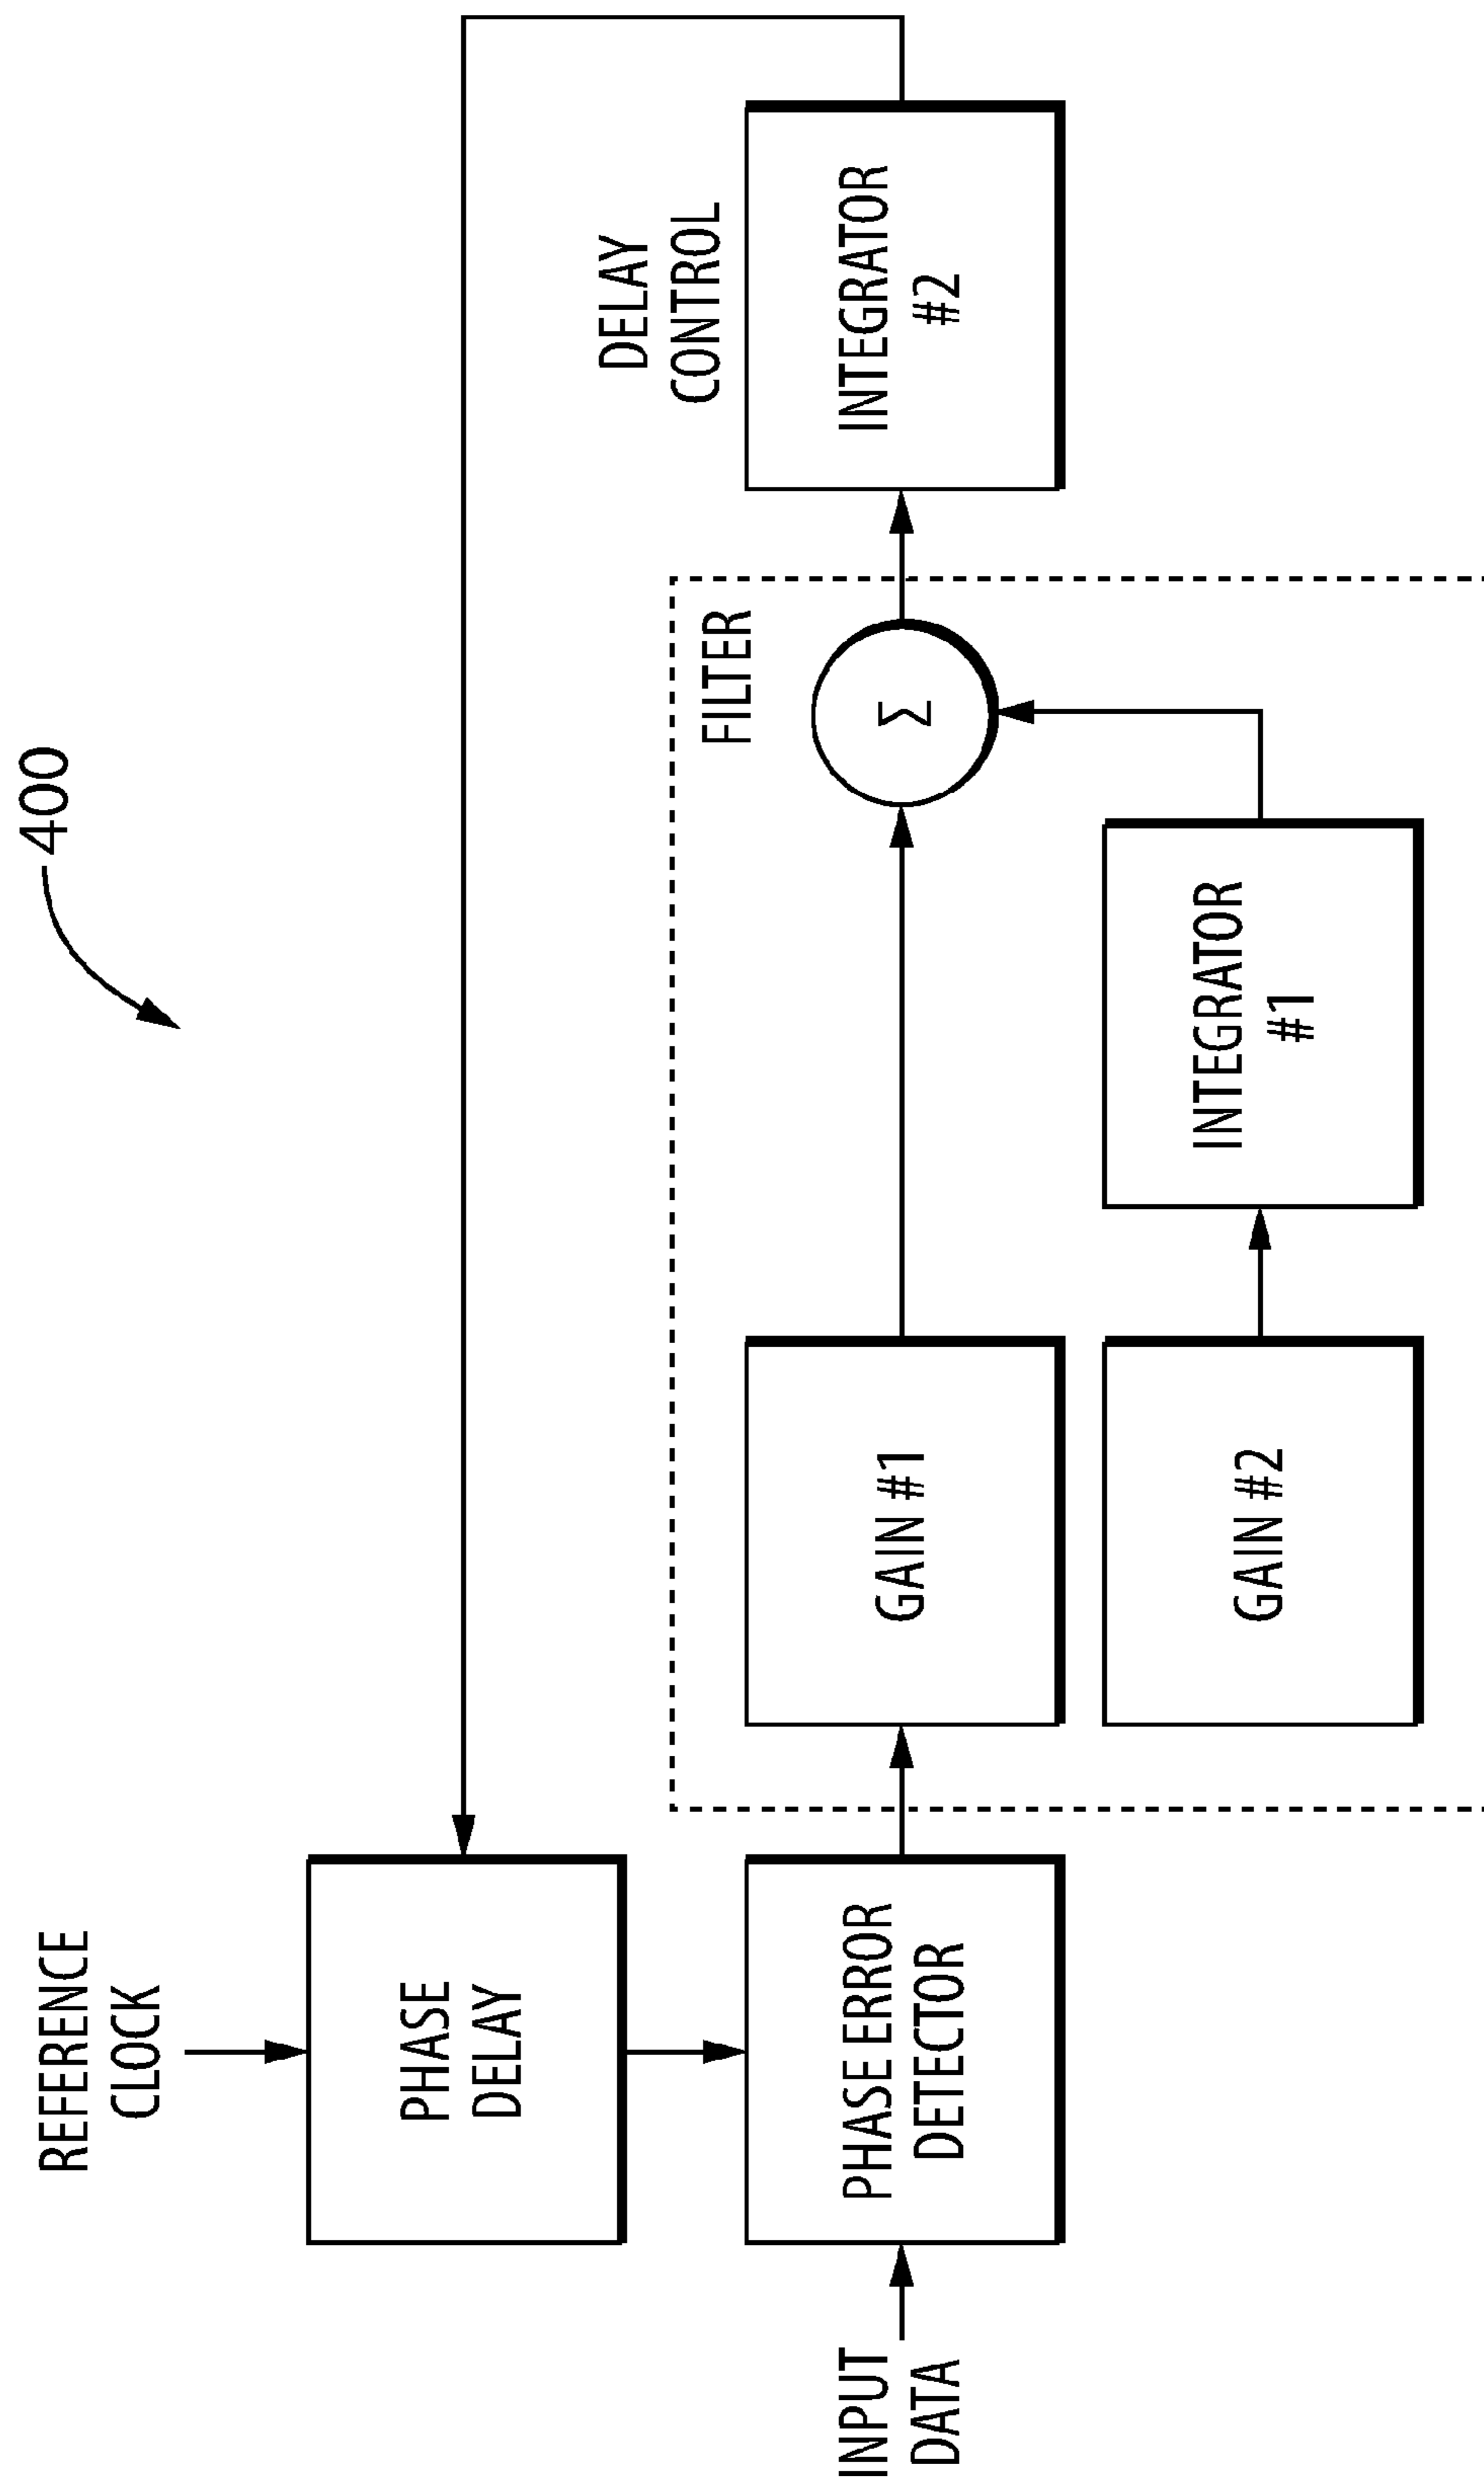 400
REFERENCE
CLOCK
PHASE
DELAY
DELAY
CONTROL
FILTER
INPUT
DATA
PHASE ERROR
DETECTOR
GAIN #1
Σ
INTEGRATOR
#2
GAIN #2
INTEGRATOR
#1